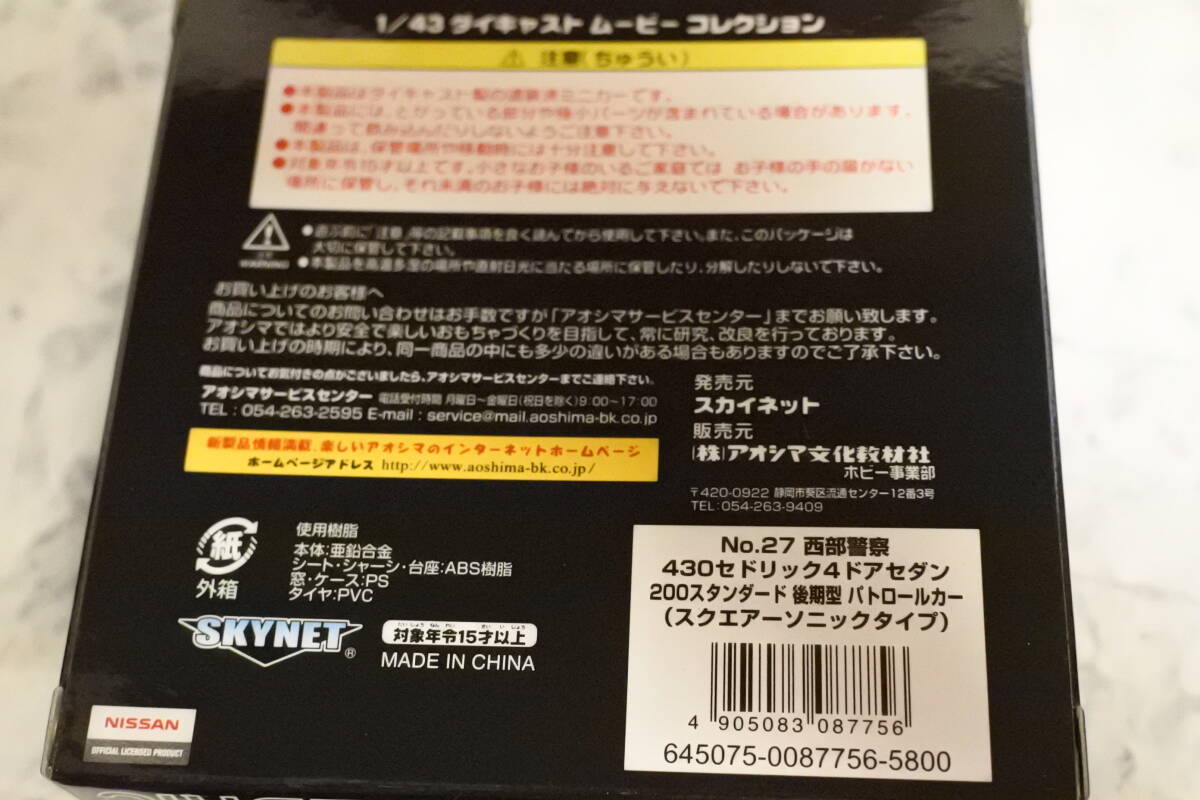 1/43 ダイキャスト ムービー コレクション
注意(ちゅうい)
●本製品はダイキャスト製の塗装済ミニカーです。
●本製品には、とがっている部分や極小パーツが含まれている場合があります。
間違って飲み込んだりしないようご注意下さい。
●本製品は、保管場所や移動時には十分注意して下さい。
●対象年令15才以上です。小さなお子様のいるご家庭では お子様の手の届かない
場所に保管し、それ未満のお子様には絶対に与えないで下さい。
WARNING
●遊ぶ前に「注意」等の記載事項を良く読んでから使用して下さい。また、このパッケージは
大切に保管して下さい。
●本製品を高温多湿の場所や直射日光に当たる場所に保管したり、分解したりしないで下さい。
お買い上げのお客様へ
商品についてのお問い合わせはお手数ですが「アオシマサービスセンター」までお願い致します。
アオシマではより安全で楽しいおもちゃづくりを目指して、常に研究、改良を行っております。
お買い上げの時期により、同一商品の中にも多少の違いがある場合もありますのでご了承下さい。
商品についてお気付きの点がございましたら、アオシマサービスセンターまでご連絡下さい。
アオシマサービスセンター 電話受付時間 月曜日~金曜日(祝日を除く)9:00~17:00
TEL : 054-263-2595 E-mail : service@mail.aoshima-bk.co.jp
新製品情報満載、楽しいアオシマのインターネットホームページ
ホームページアドレス http://www.aoshima-bk.co.jp/
発売元
スカイネット
販売元
(株)アオシマ文化教材社
ホビー事業部
〒420-0922 静岡市葵区流通センター12番3号
TEL:054-263-9409
紙
外箱
使用樹脂
本体:亜鉛合金
シート・シャーシ・台座:ABS樹脂
窓・ケース:PS
タイヤ:PVC
SKYNET®
対象年令15才以上
MADE IN CHINA
NISSAN
OFFICIAL LICENSED PRODUCT
No.27 西部警察
430セドリック4ドアセダン
200スタンダード 後期型 パトロールカー
(スクエアーソニックタイプ)
4 905083 087756
645075-0087756-5800